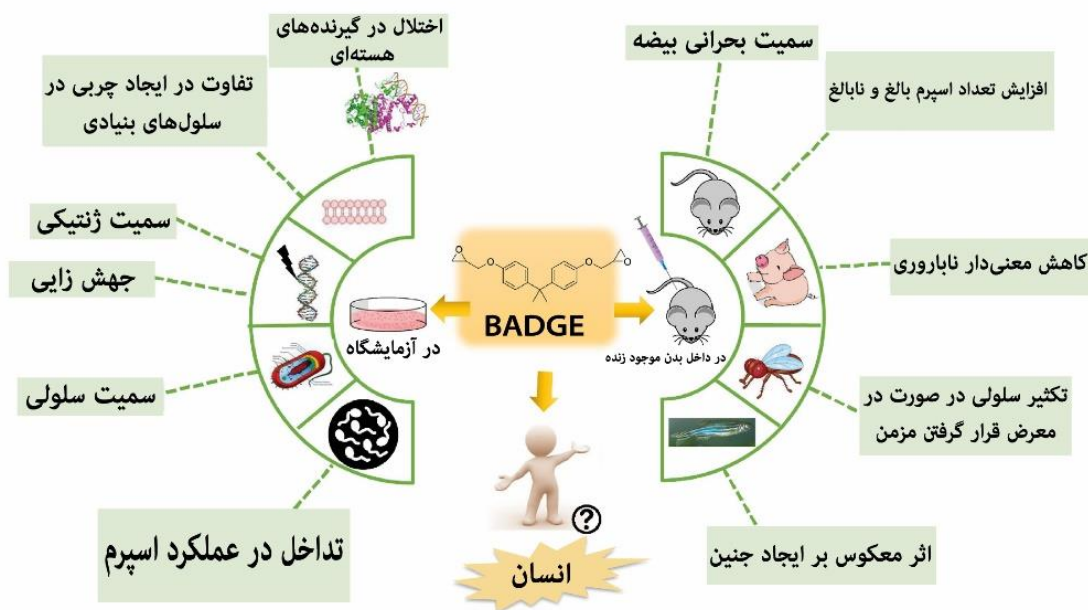 اختلال در گیرنده‌های
هسته‌ای
تفاوت در ایجاد چربی در
سلول‌های بنیادی
سمیت ژنتیکی
جهش زایی
سمیت سلولی
تداخل در عملکرد اسپرم
در آزمایشگاه
O
O
O
O
BADGE
?
انسان
در داخل بدن موجود زنده
سمیت بحرانی بیضه
افزایش تعداد اسپرم بالغ و نابالغ
کاهش معنی‌دار ناباروری
تکثیر سلولی در صورت در
معرض قرار گرفتن مزمن
اثر معکوس بر ایجاد جنین